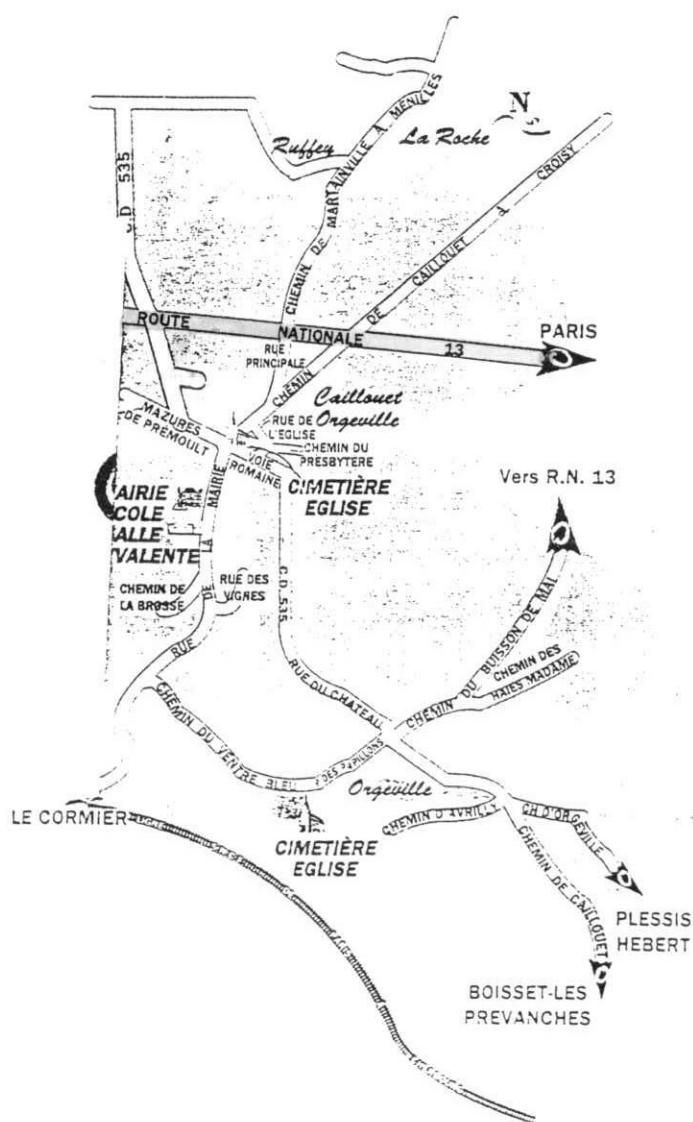 CHEMIN DE MARTAINVILLE A MENILLES
N
La Roche
Ruffey
C.D 535
CHEMIN DE CAILLOUET A CROISY
ROUTE NATIONALE 13
PARIS
RUE
PRINCIPALE
Caillouet
Orgeville
RUE DE
L'EGLISE
MAZURES
DE PRÉMOULT
CHEMIN DU
PRESBYTERE
VOIE
ROMAINE
CIMETIÈRE
EGLISE
Vers R.N. 13
AIRIE
COLE
ALLE
VALENTE
RUE DE LA MAIRIE
CHEMIN DE
LA BROSSE
RUE DES
VIGNES
C.D. 535
RUE DU CHATEAU
CHEMIN DU BUISSON DE MAI
CHEMIN DES
HAIES MADAME
CHEMIN DU VENTRE BLEU
DES PAPILLONS
Orgeville
LE CORMIER
CIMETIÈRE
EGLISE
CHEMIN D'AVRILLY
CH. D'ORGEVILLE
CHEMIN DE CAILLOUET
PLESSIS
HEBERT
BOISSET-LES
PREVANCHES